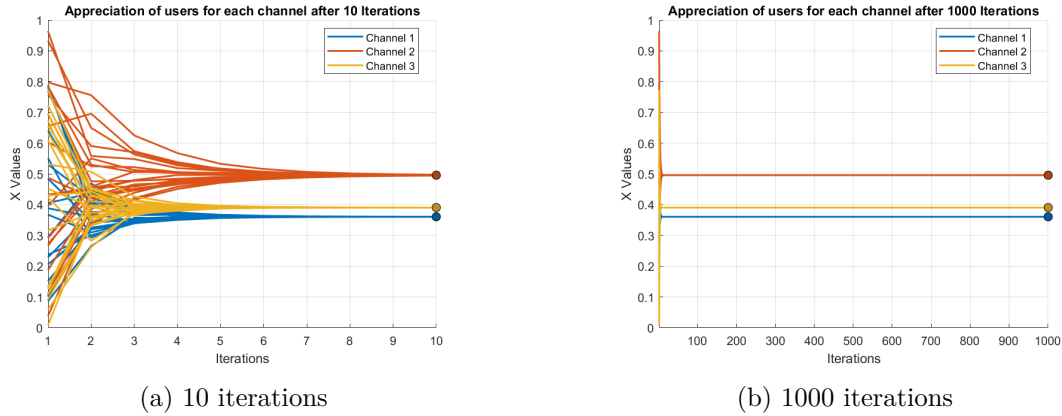 Appreciation of users for each channel after 10 Iterations
1
0.9
0.8
0.7
0.6
0.5
0.4
0.3
0.2
0.1
0
X Values
Channel 1
Channel 2
Channel 3
1 2 3 4 5 6 7 8 9 10
Iterations
(a) 10 iterations
Appreciation of users for each channel after 1000 Iterations
1
0.9
0.8
0.7
0.6
0.5
0.4
0.3
0.2
0.1
0
X Values
Channel 1
Channel 2
Channel 3
100 200 300 400 500 600 700 800 900 1000
Iterations
(b) 1000 iterations